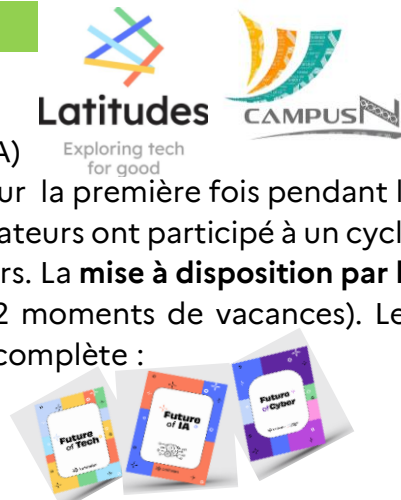 Latitudes
Exploring tech
for good
CAMPUSN
A)
ur la première fois pendant l
ateurs ont participé à un cycl
rs. La mise à disposition par l
2 moments de vacances). Le
complète :
Future
of Tech
Future
of IA
Future
of Cyber